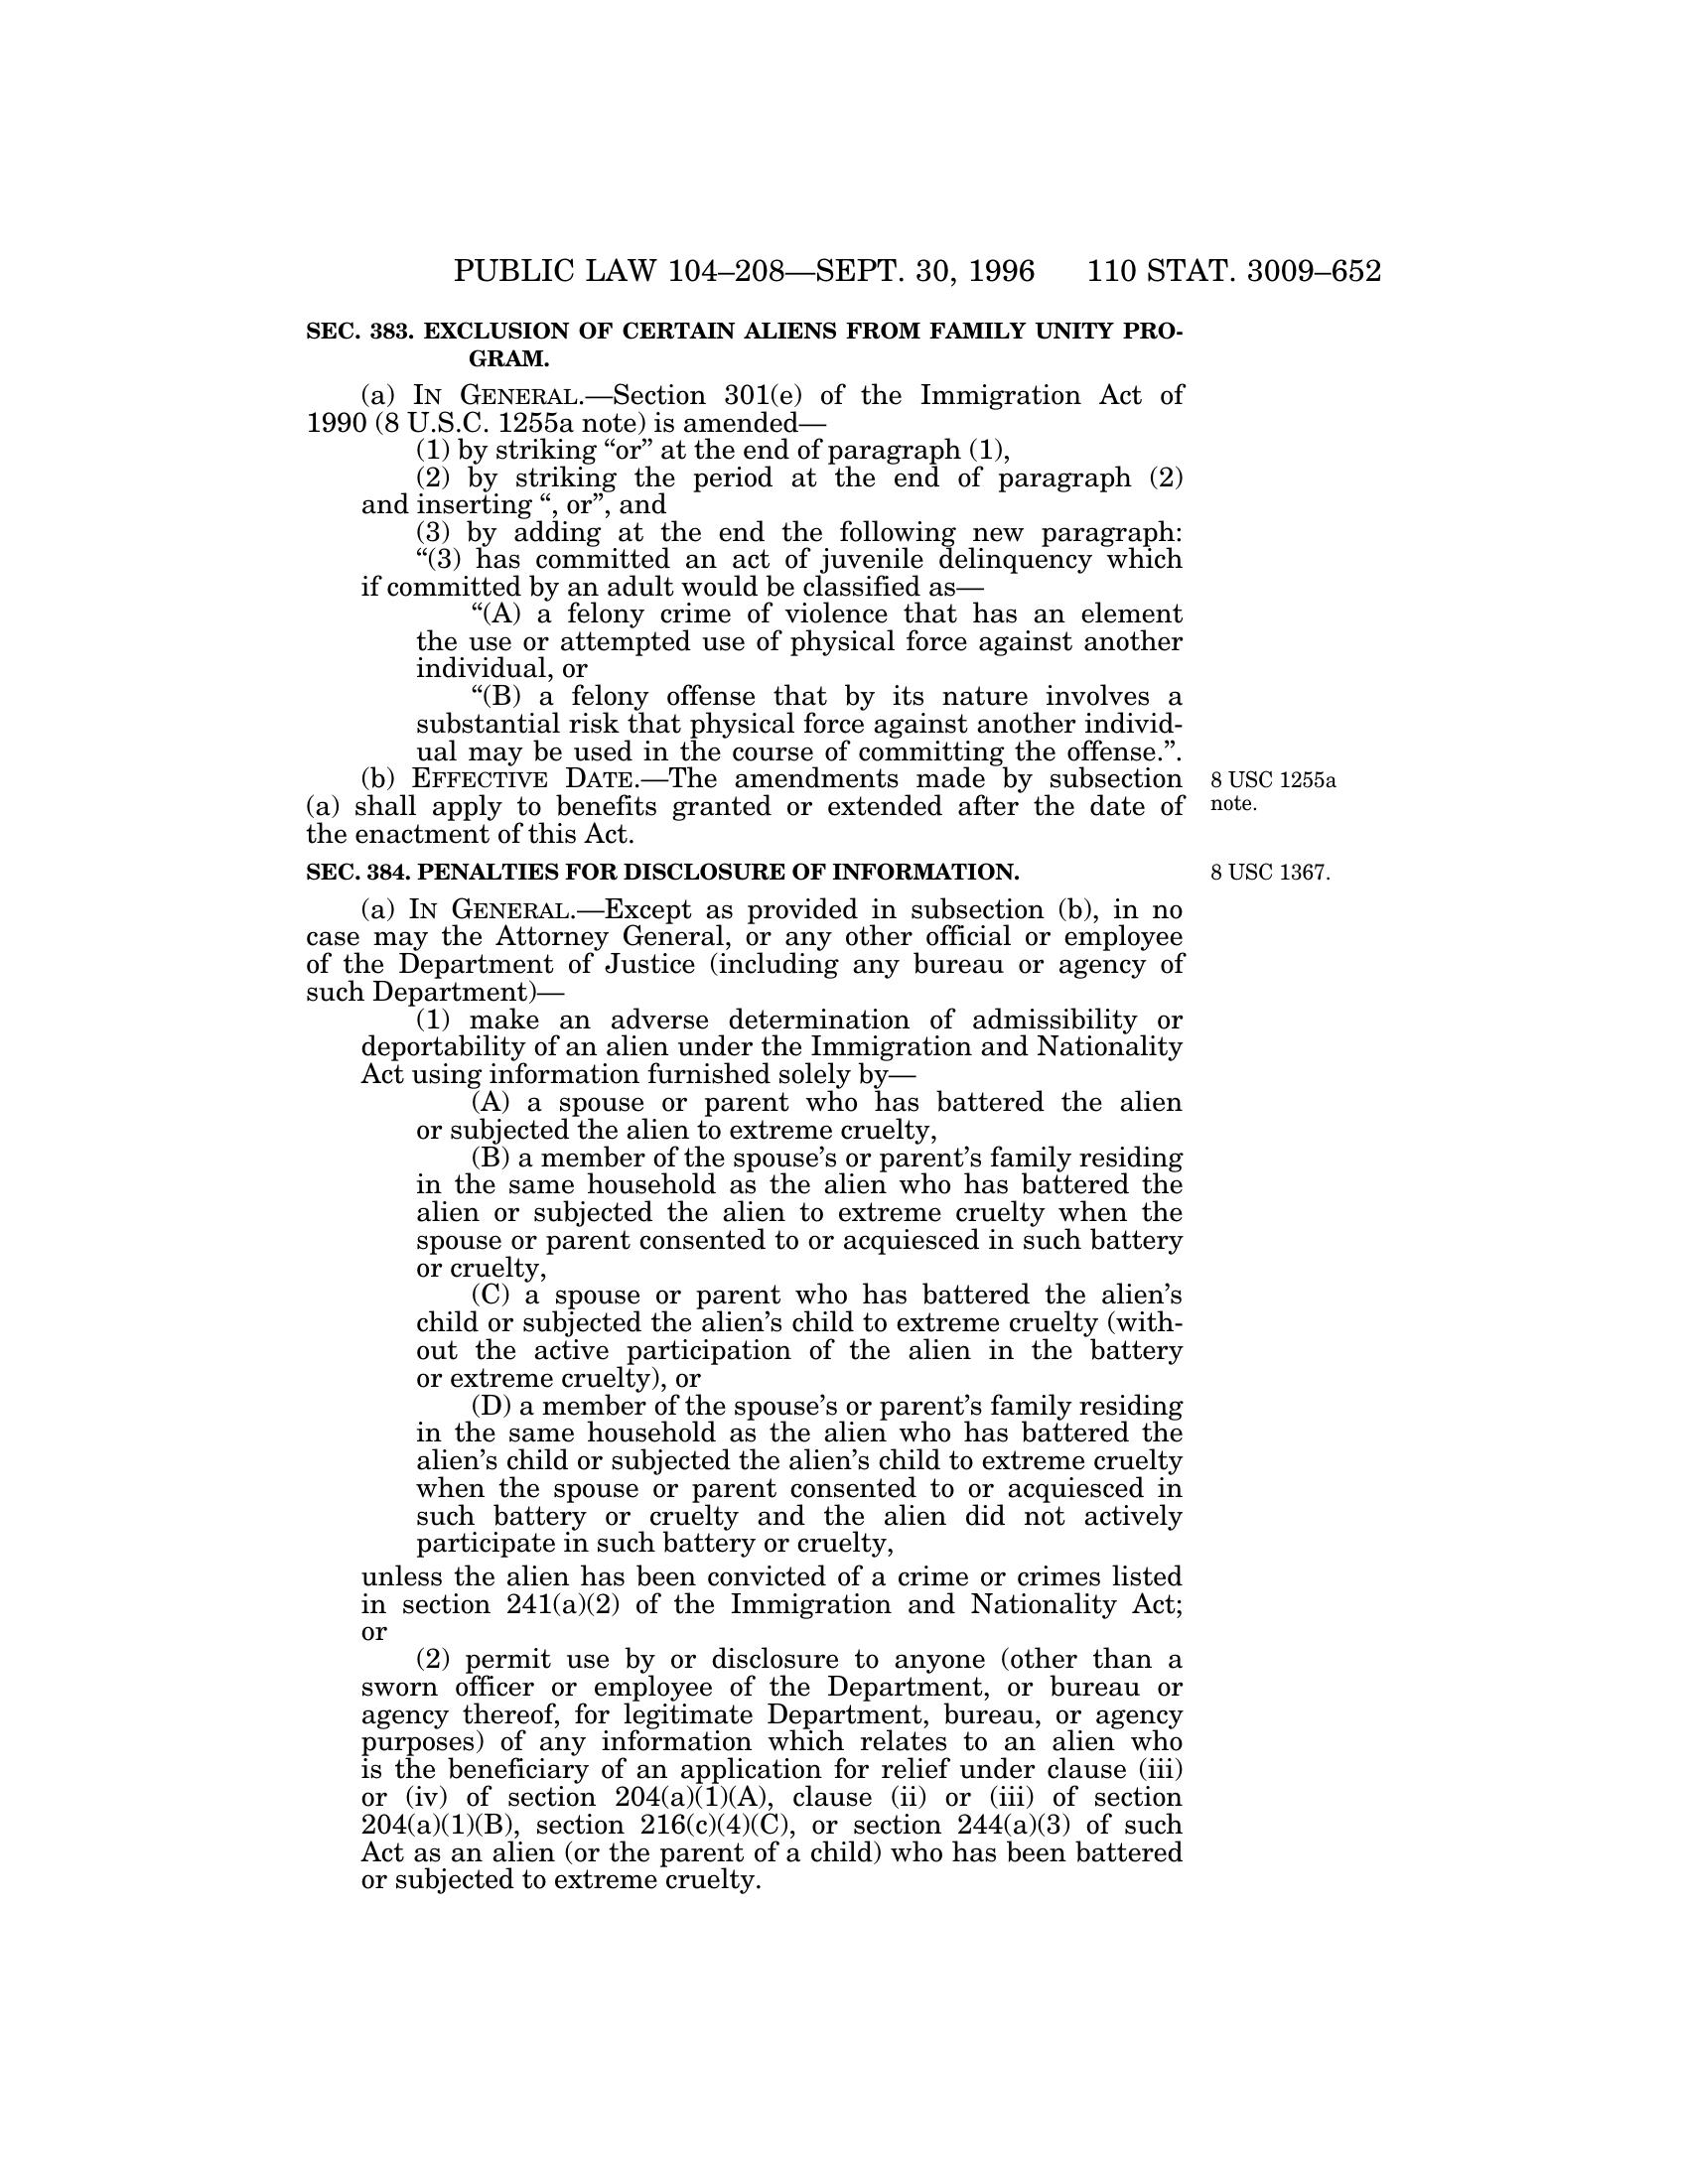 PUBLIC LAW 104–208—SEPT. 30, 1996 110 STAT. 3009–652
SEC. 383. EXCLUSION OF CERTAIN ALIENS FROM FAMILY UNITY PRO-
GRAM.
(a) IN GENERAL.—Section 301(e) of the Immigration Act of
1990 (8 U.S.C. 1255a note) is amended—
(1) by striking “or” at the end of paragraph (1),
(2) by striking the period at the end of paragraph (2)
and inserting “, or”, and
(3) by adding at the end the following new paragraph:
“(3) has committed an act of juvenile delinquency which
if committed by an adult would be classified as—
“(A) a felony crime of violence that has an element
the use or attempted use of physical force against another
individual, or
“(B) a felony offense that by its nature involves a
substantial risk that physical force against another individ-
ual may be used in the course of committing the offense.”.
(b) EFFECTIVE DATE.—The amendments made by subsection
(a) shall apply to benefits granted or extended after the date of
the enactment of this Act.
8 USC 1255a
note.
SEC. 384. PENALTIES FOR DISCLOSURE OF INFORMATION.
8 USC 1367.
(a) IN GENERAL.—Except as provided in subsection (b), in no
case may the Attorney General, or any other official or employee
of the Department of Justice (including any bureau or agency of
such Department)—
(1) make an adverse determination of admissibility or
deportability of an alien under the Immigration and Nationality
Act using information furnished solely by—
(A) a spouse or parent who has battered the alien
or subjected the alien to extreme cruelty,
(B) a member of the spouse’s or parent’s family residing
in the same household as the alien who has battered the
alien or subjected the alien to extreme cruelty when the
spouse or parent consented to or acquiesced in such battery
or cruelty,
(C) a spouse or parent who has battered the alien’s
child or subjected the alien’s child to extreme cruelty (with-
out the active participation of the alien in the battery
or extreme cruelty), or
(D) a member of the spouse’s or parent’s family residing
in the same household as the alien who has battered the
alien’s child or subjected the alien’s child to extreme cruelty
when the spouse or parent consented to or acquiesced in
such battery or cruelty and the alien did not actively
participate in such battery or cruelty,
unless the alien has been convicted of a crime or crimes listed
in section 241(a)(2) of the Immigration and Nationality Act;
or
(2) permit use by or disclosure to anyone (other than a
sworn officer or employee of the Department, or bureau or
agency thereof, for legitimate Department, bureau, or agency
purposes) of any information which relates to an alien who
is the beneficiary of an application for relief under clause (iii)
or (iv) of section 204(a)(1)(A), clause (ii) or (iii) of section
204(a)(1)(B), section 216(c)(4)(C), or section 244(a)(3) of such
Act as an alien (or the parent of a child) who has been battered
or subjected to extreme cruelty.